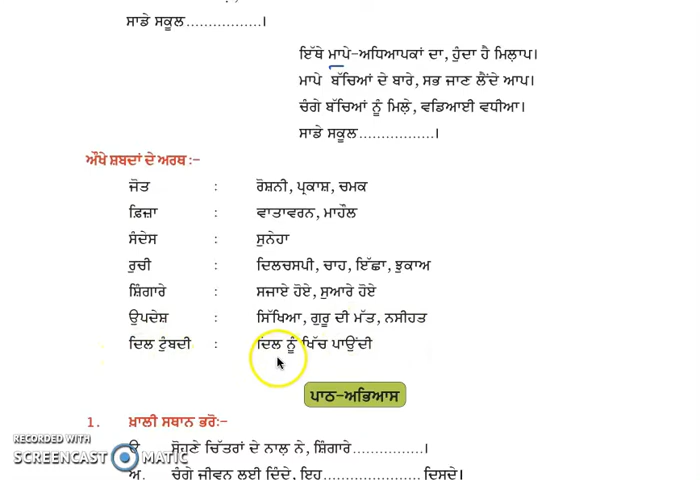 ਸਾਡੇ ਸਕੂਲ.................।
ਇੱਥੇ ਮਾਪੇ-ਅਧਿਆਪਕਾਂ ਦਾ, ਹੁੰਦਾ ਹੈ ਮਿਲਾਪ।
ਮਾਪੇ ਬੱਚਿਆਂ ਦੇ ਬਾਰੇ, ਸਭ ਜਾਣ ਲੈਂਦੇ ਆਪ।
ਚੰਗੇ ਬੱਚਿਆਂ ਨੂੰ ਮਿਲੇ, ਵਡਿਆਈ ਵਧੀਆ।
ਸਾਡੇ ਸਕੂਲ.................।
ਔਖੇ ਸ਼ਬਦਾਂ ਦੇ ਅਰਥ :-
ਜੋਤ : ਰੋਸ਼ਨੀ, ਪ੍ਰਕਾਸ਼, ਚਮਕ
ਫ਼ਿਜ਼ਾ : ਵਾਤਾਵਰਨ, ਮਾਹੌਲ
ਸੰਦੇਸ : ਸੁਨੇਹਾ
ਰੁਚੀ : ਦਿਲਚਸਪੀ, ਚਾਹ, ਇੱਛਾ, ਝੁਕਾਅ
ਸ਼ਿੰਗਾਰੇ : ਸਜਾਏ ਹੋਏ, ਸੁਆਰੇ ਹੋਏ
ਉਪਦੇਸ਼ : ਸਿੱਖਿਆ, ਗੁਰੂ ਦੀ ਮੱਤ, ਨਸੀਹਤ
ਦਿਲ ਟੁੰਬਦੀ : ਦਿਲ ਨੂੰ ਖਿੱਚ ਪਾਉਂਦੀ
ਪਾਠ-ਅਭਿਆਸ
1. ਖ਼ਾਲੀ ਸਥਾਨ ਭਰੋ:-
ੳ ਸੋਹਣੇ ਚਿੱਤਰਾਂ ਦੇ ਨਾਲ਼ ਨੇ, ਸ਼ਿੰਗਾਰੇ................।
ਅ. ਚੰਗੇ ਜੀਵਨ ਲਈ ਦਿੰਦੇ, ਇਹ ...................... ਦਿਸਦੇ।
RECORDED WITH
SCREENCAST MATIC